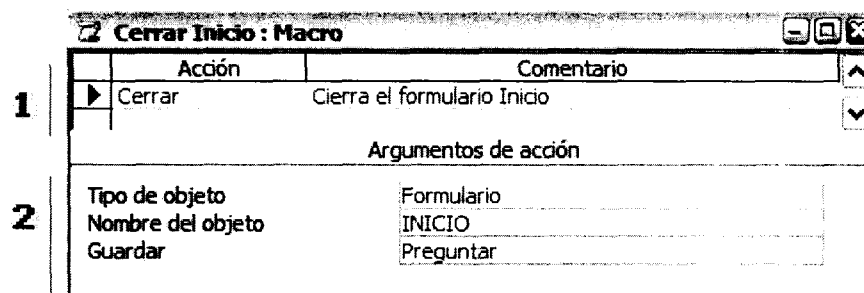 Cerrar Inicio : Macro
Acción Comentario
1 Cerrar Cierra el formulario Inicio
Argumentos de acción
2 Tipo de objeto Formulario
Nombre del objeto INICIO
Guardar Preguntar